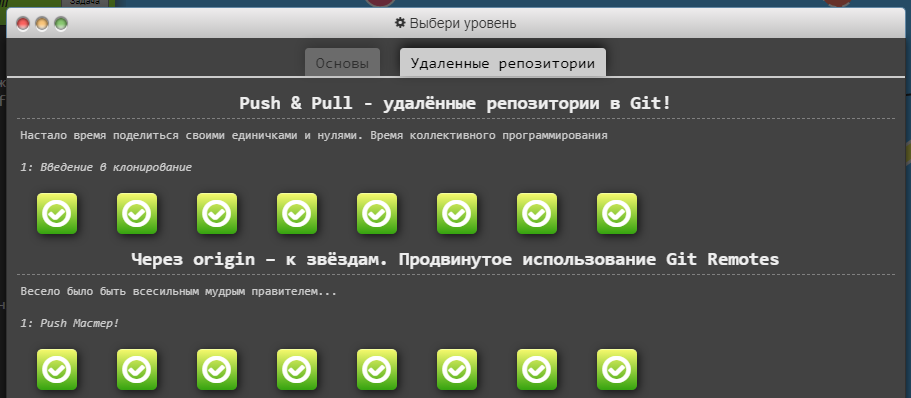 Задача
Выбери уровень
Основы
Удаленные репозитории
Push & Pull - удалённые репозитории в Git!
Настало время поделиться своими единичками и нулями. Время коллективного программирования
1: Введение в клонирование
Через origin – к звёздам. Продвинутое использование Git Remotes
Весело было быть всесильным мудрым правителем...
1: Push Мастер!